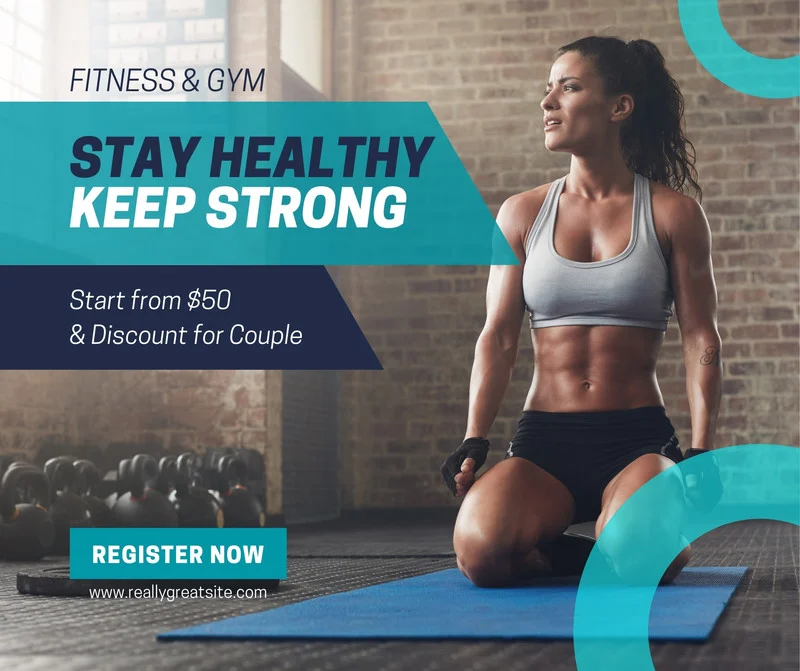 FITNESS & GYM
STAY HEALTHY
KEEP STRONG
Start from $50
& Discount for Couple
REGISTER NOW
www.reallygreatsite.com